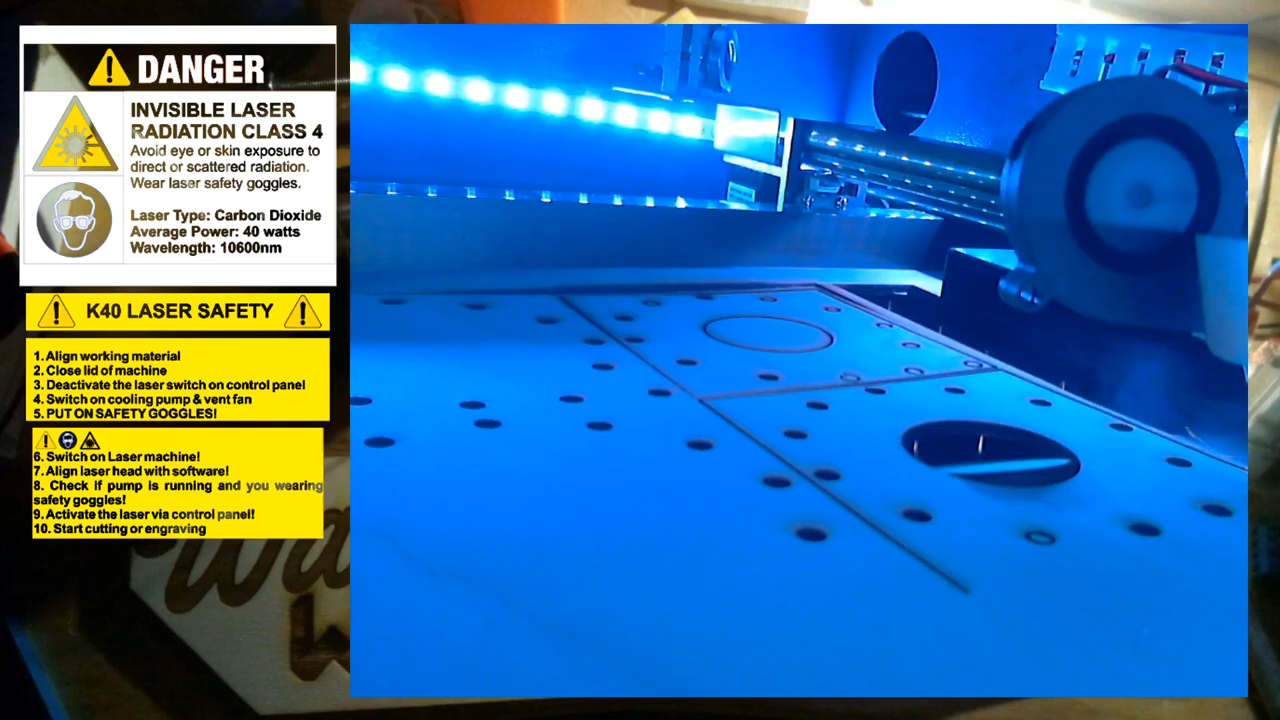 DANGER
INVISIBLE LASER
RADIATION CLASS 4
Avoid eye or skin exposure to
direct or scattered radiation.
Wear laser safety goggles.
Laser Type: Carbon Dioxide
Average Power: 40 watts
Wavelength: 10600nm
K40 LASER SAFETY
1. Align working material
2. Close lid of machine
3. Deactivate the laser switch on control panel
4. Switch on cooling pump & vent fan
5. PUT ON SAFETY GOGGLES!
6. Switch on Laser machine!
7. Align laser head with software!
8. Check if pump is running and you wearing
safety goggles!
9. Activate the laser via control panel!
10. Start cutting or engraving